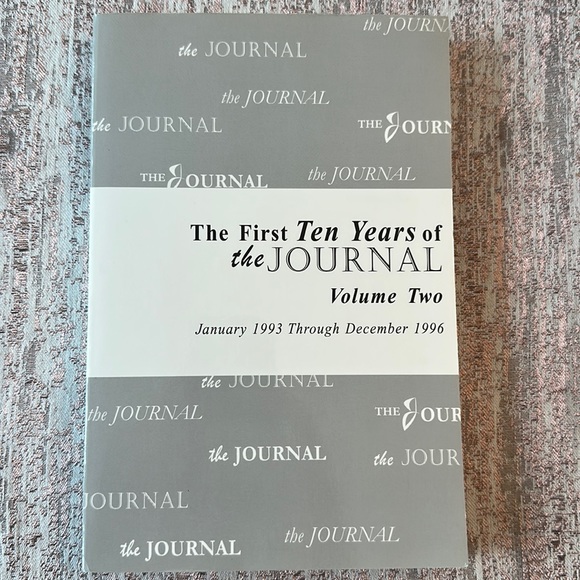 the JOURNAL
the JOURNAL
the JOURNAL
the JOURNAL
THE JOURN
the JOURNAL
THE JOURNAL
The First Ten Years of
the JOURNAL
Volume Two
January 1993 Through December 1996
the JOURNAL
the JOURNAL
THE JOUR
the JOURNAL
the JOUR
JOURNAL
the JOURNAL
the JOURNAL